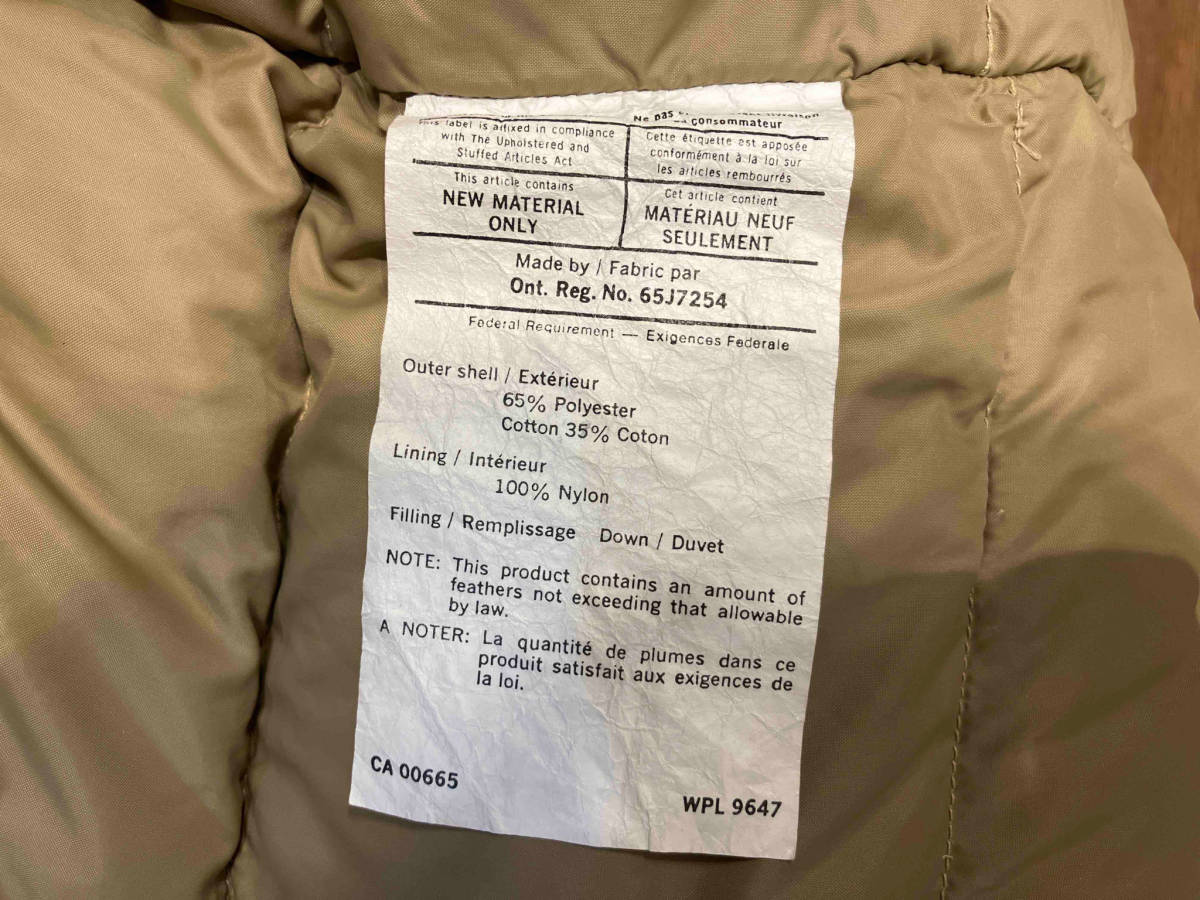 Ne pas
consommateur
This label is affixed in compliance
with The Upholstered and
Stuffed Articles Act
Cette étiquette est apposée
conformément à la loi sur
les articles rembourrés
This article contains
NEW MATERIAL
ONLY
Cet article contient
MATÉRIAU NEUF
SEULEMENT
Made by / Fabric par
Ont. Reg. No. 65J7254
Federal Requirement — Exigences Federale
Outer shell / Extérieur
65% Polyester
Cotton 35% Coton
Lining / Intérieur
100% Nylon
Filling / Remplissage Down / Duvet
NOTE: This product contains an amount of
feathers not exceeding that allowable
by law.
A NOTER: La quantité de plumes dans ce
produit satisfait aux exigences de
la loi.
CA 00665
WPL 9647